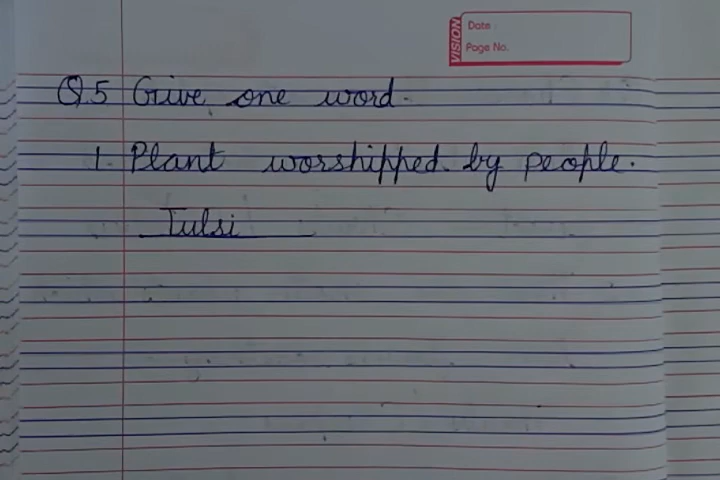 VISION
Date
Page No.
Q.5 Give one word.
1. Plant worshipped by people.
Tulsi